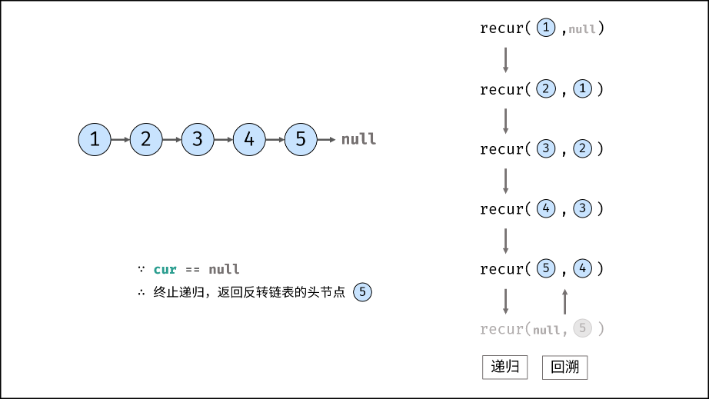 1 2 3 4 5 null
∵ cur == null
∴ 终止递归，返回反转链表的头节点 5
recur( 1 ,null)
recur( 2 , 1 )
recur( 3 , 2 )
recur( 4 , 3 )
recur( 5 , 4 )
recur(null, 5 )
递归 回溯